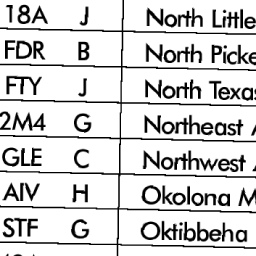 18A J North Little
FDR B North Picke
FTY J North Texas
2M4 G Northeast
GLE C Northwest
AIV H Okolona M
STF G Oktibbeha